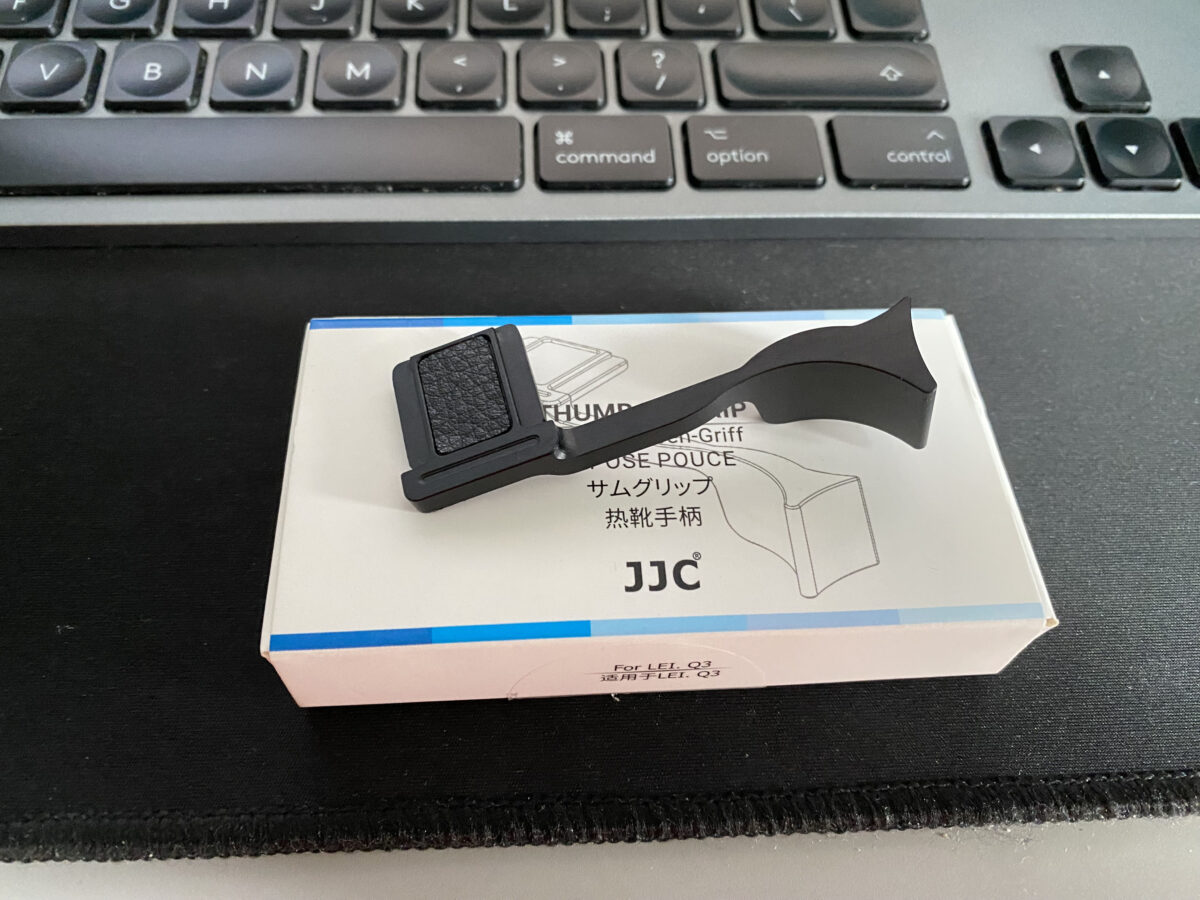 F G H J K L : ;
V B N M < , > . ? /
⌘ command ⌥ option ^ control
THUMB
-Griff
POUCE
サムグリップ
热靴手柄
JJC®
For LEI. Q3
适用于LEI. Q3